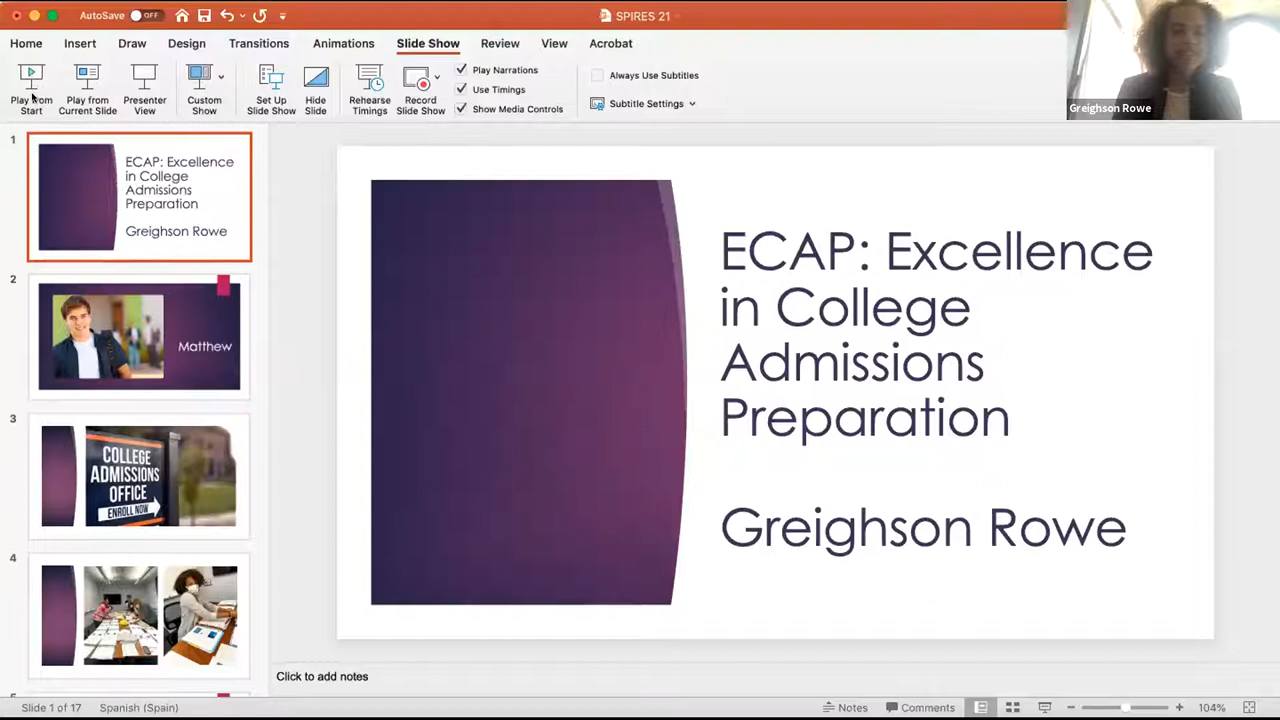 AutoSave OFF
SPIRES 21
Home Insert Draw Design Transitions Animations Slide Show Review View Acrobat
Play from Start
Play from Current Slide
Presenter View
Custom Show
Set Up Slide Show
Hide Slide
Rehearse Timings
Record Slide Show
Play Narrations
Use Timings
Show Media Controls
Always Use Subtitles
Subtitle Settings
Greighson Rowe
1
ECAP: Excellence
in College
Admissions
Preparation
Greighson Rowe
2
Matthew
3
COLLEGE
ADMISSIONS
OFFICE
ENROLL NOW
4
ECAP: Excellence
in College
Admissions
Preparation
Greighson Rowe
Click to add notes
Slide 1 of 17 Spanish (Spain) Notes Comments 104%